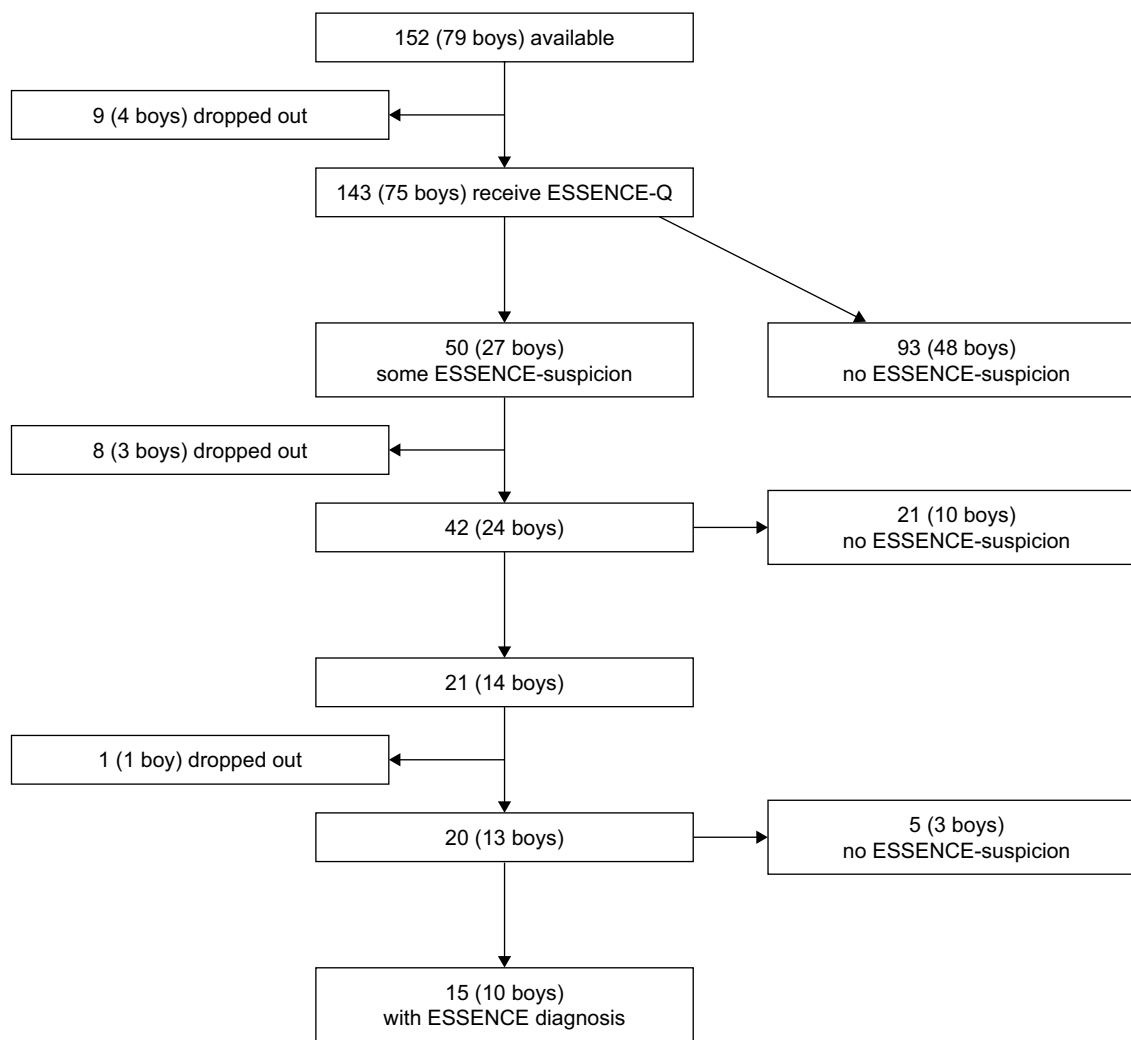 152 (79 boys) available
9 (4 boys) dropped out
143 (75 boys) receive ESSENCE-Q
50 (27 boys)
some ESSENCE-suspicion
93 (48 boys)
no ESSENCE-suspicion
8 (3 boys) dropped out
42 (24 boys)
21 (10 boys)
no ESSENCE-suspicion
21 (14 boys)
1 (1 boy) dropped out
20 (13 boys)
5 (3 boys)
no ESSENCE-suspicion
15 (10 boys)
with ESSENCE diagnosis